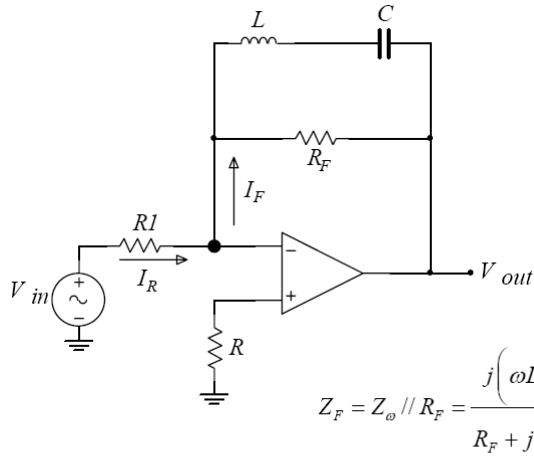 L
C
R_F
I_F
R1
I_R
V in
+
~
−
−
+
R
V out
Z_F = Z_ω // R_F = j(ωL
R_F + j